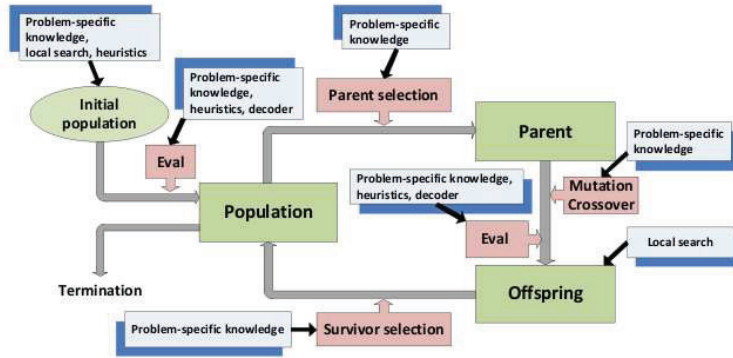 Problem-specific
knowledge,
local search, heuristics
Problem-specific
knowledge
Problem-specific
knowledge,
heuristics, decoder
Initial
population
Parent selection
Parent
Eval
Problem-specific
knowledge
Problem-specific knowledge,
heuristics, decoder
Mutation
Crossover
Population
Eval
Local search
Termination
Offspring
Problem-specific knowledge
Survivor selection